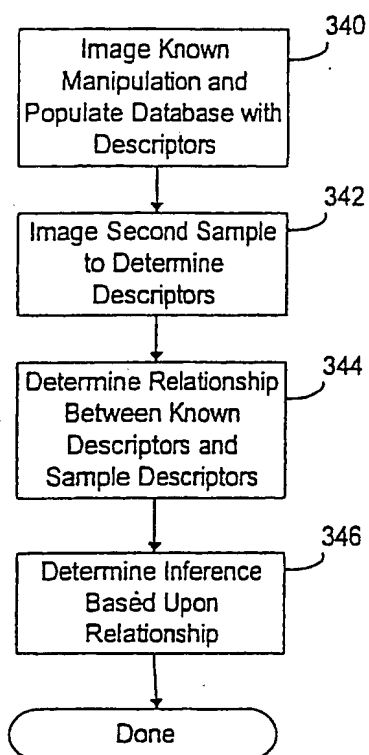 340
Image Known
Manipulation and
Populate Database with
Descriptors
342
Image Second Sample
to Determine
Descriptors
344
Determine Relationship
Between Known
Descriptors and
Sample Descriptors
346
Determine Inference
Based Upon
Relationship
Done